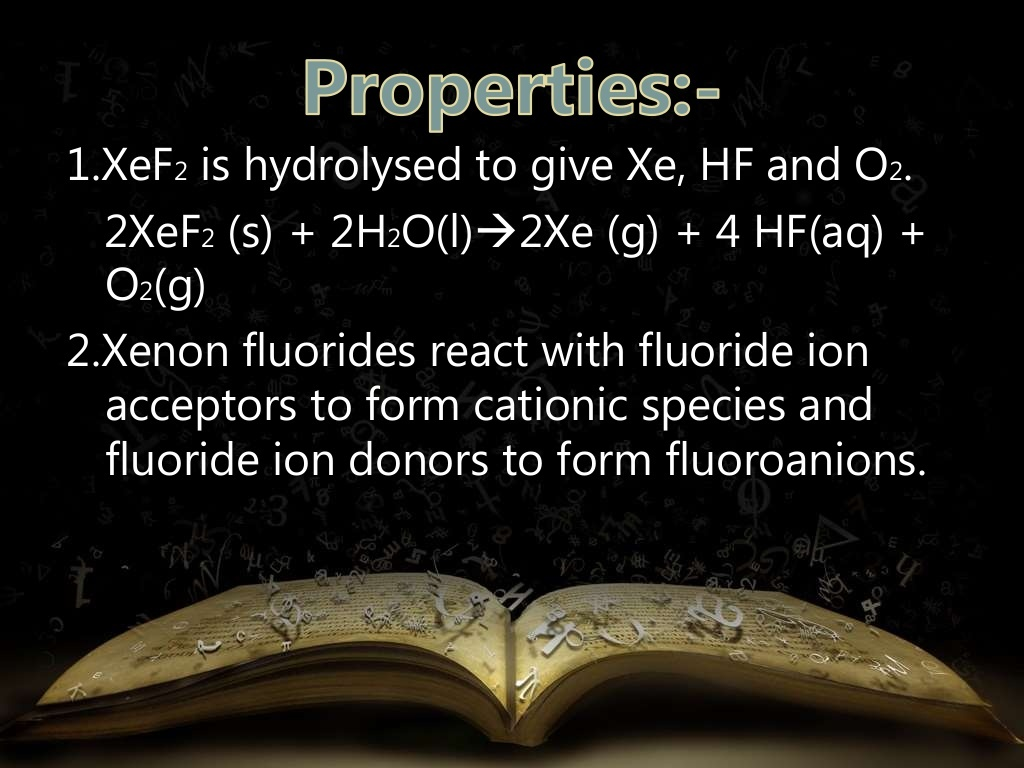 Properties:-
1.XeF2 is hydrolysed to give Xe, HF and O2.
2XeF2 (s) + 2H2O(l)→2Xe (g) + 4 HF(aq) +
O2(g)
2.Xenon fluorides react with fluoride ion
acceptors to form cationic species and
fluoride ion donors to form fluoroanions.